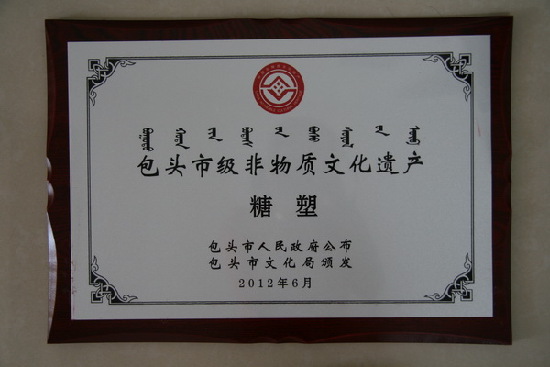 包头市级非物质文化遗产
糖塑
包头市人民政府公布
包头市文化局颁发
2012年6月